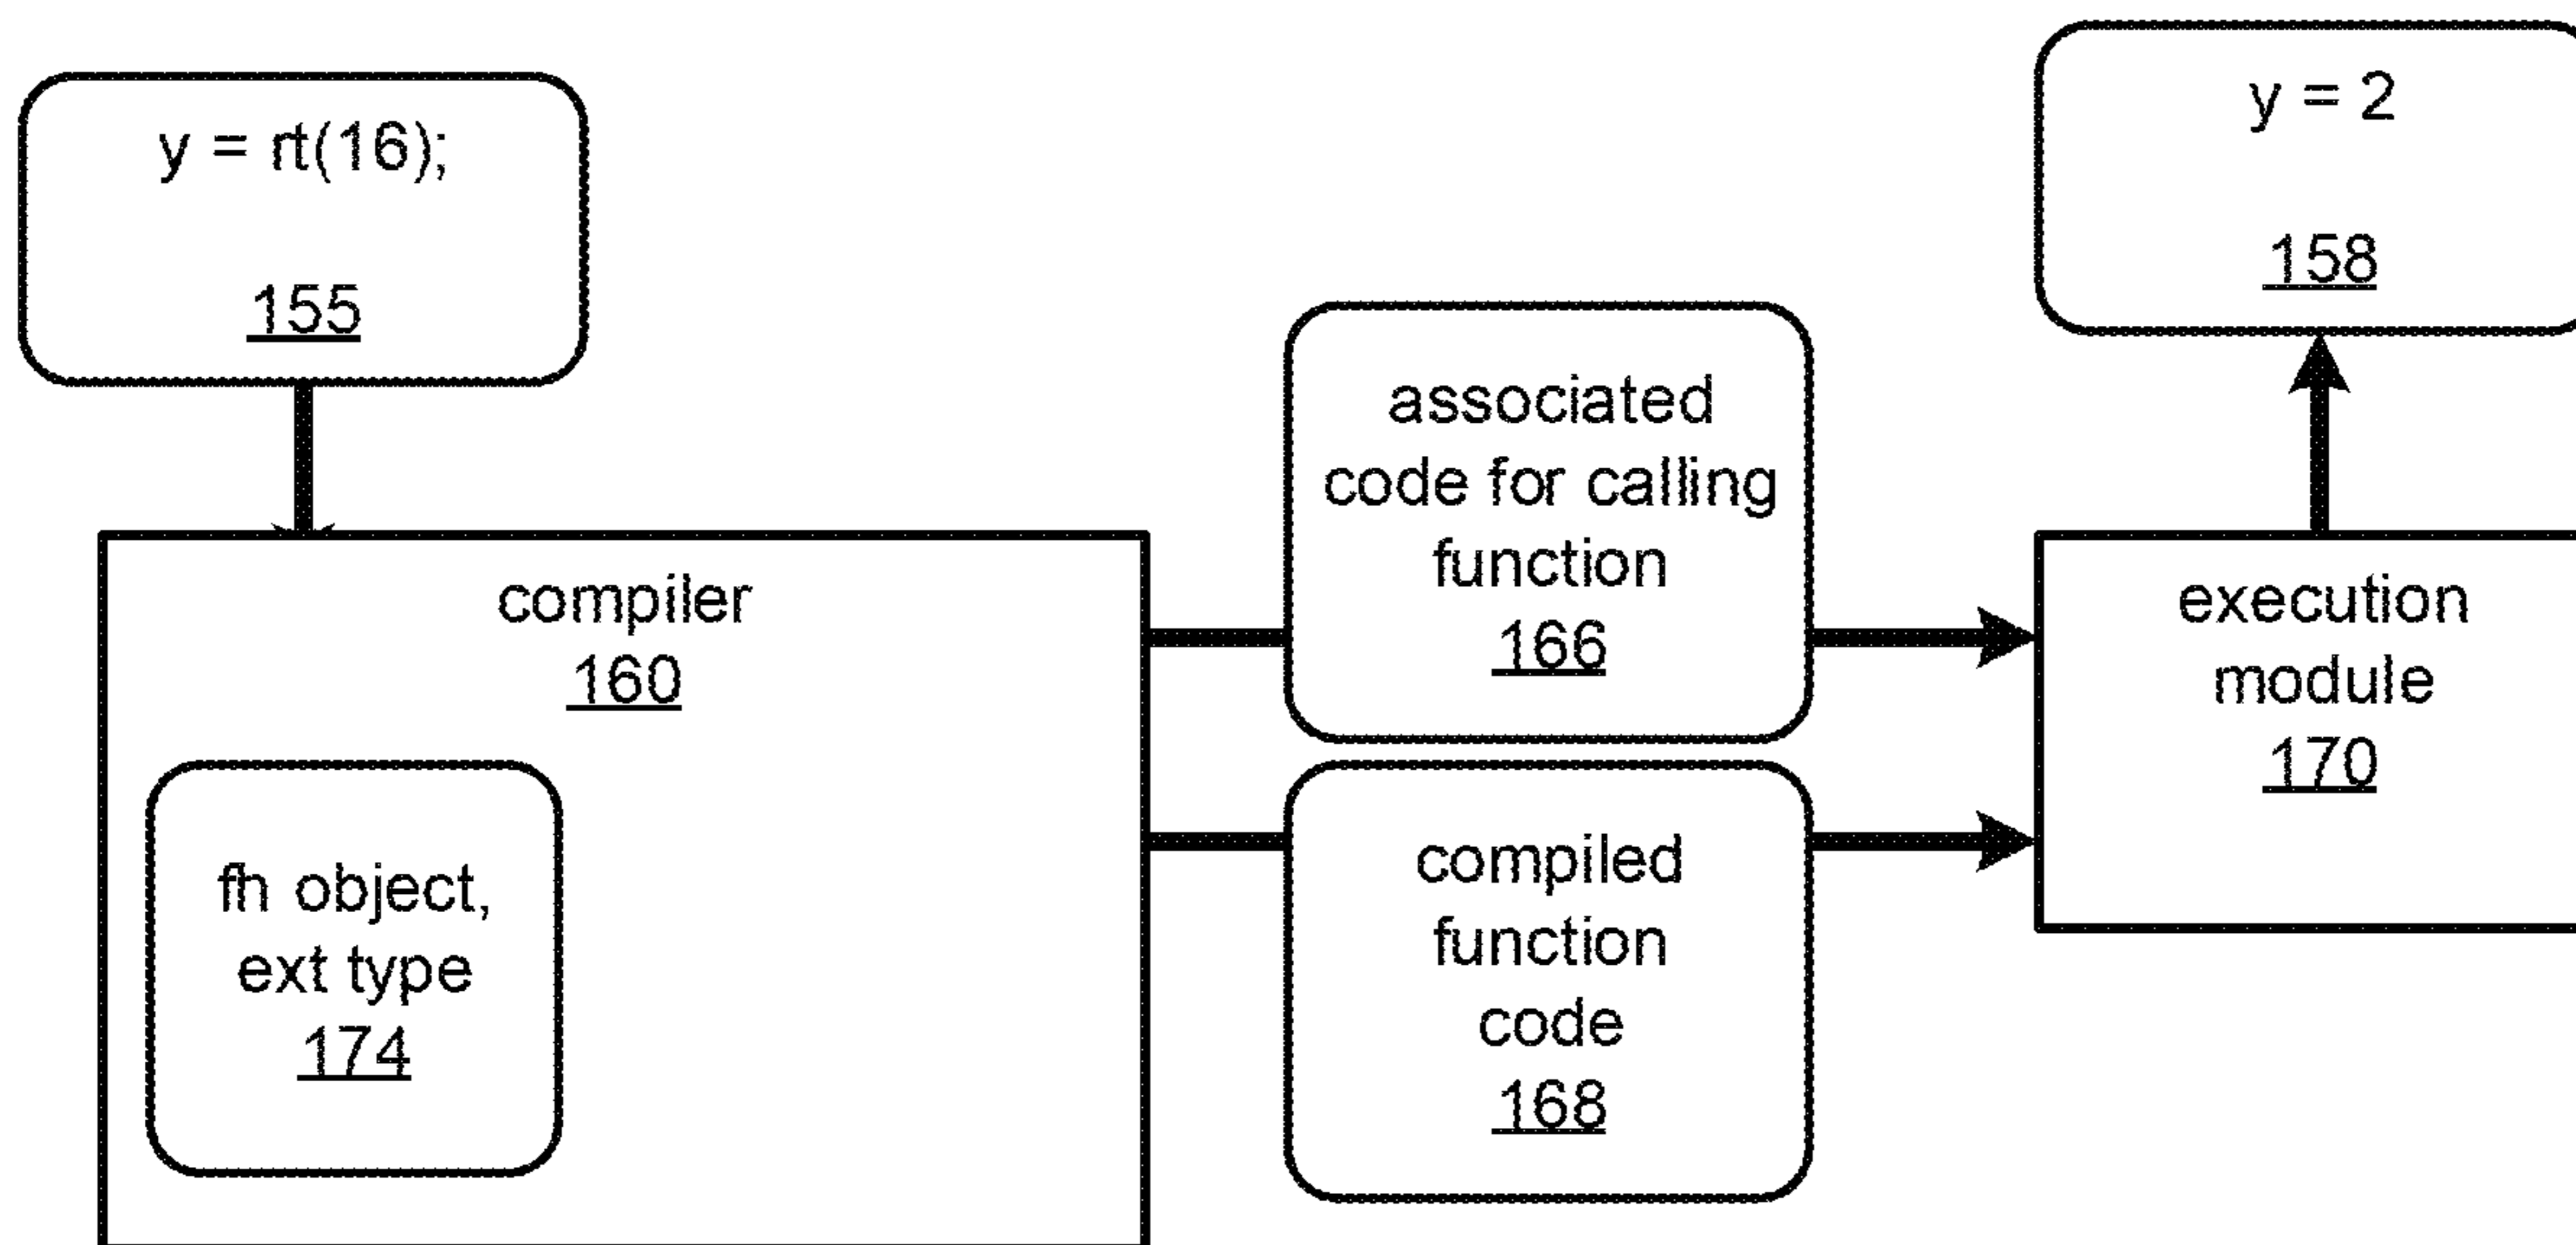 y = rt(16);
155
compiler
160
fh object,
ext type
174
associated
code for calling
function
166
compiled
function
code
168
y = 2
158
execution
module
170